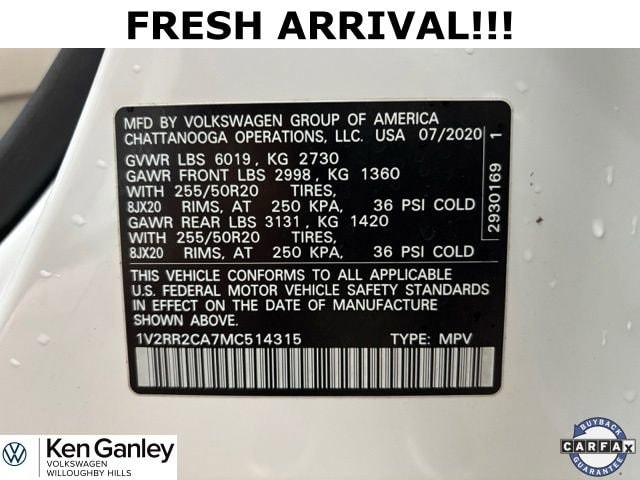 FRESH ARRIVAL!!!
MFD BY VOLKSWAGEN GROUP OF AMERICA
CHATTANOOGA OPERATIONS, LLC. USA 07/2020
GVWR LBS 6019, KG 2730
GAWR FRONT LBS 2998, KG 1360
WITH 255/50R20 TIRES,
8JX20 RIMS, AT 250 KPA, 36 PSI COLD
GAWR REAR LBS 3131, KG 1420
WITH 255/50R20 TIRES,
8JX20 RIMS, AT 250 KPA, 36 PSI COLD
THIS VEHICLE CONFORMS TO ALL APPLICABLE
U.S. FEDERAL MOTOR VEHICLE SAFETY STANDARDS
IN EFFECT ON THE DATE OF MANUFACTURE
SHOWN ABOVE.
1V2RR2CA7MC514315 TYPE: MPV
2930169 1
Ken Ganley
VOLKSWAGEN
WILLOUGHBY HILLS
BUYBACK
CARFAX
GUARANTEE